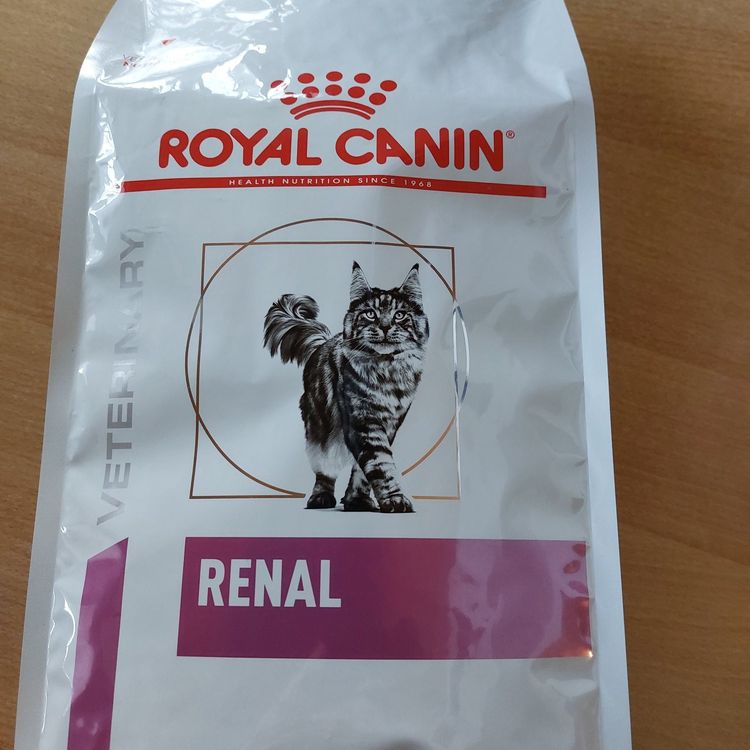 ROYAL CANIN®
HEALTH NUTRITION SINCE 1968
VETERINARY
RENAL